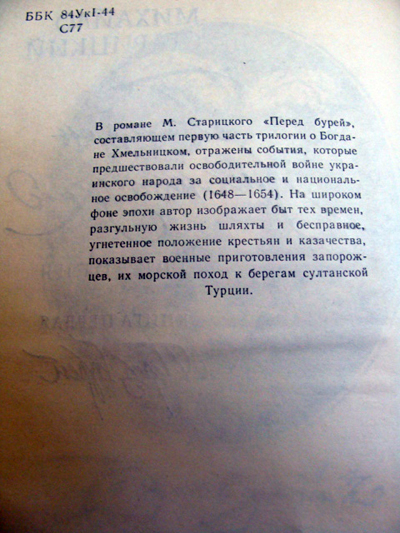 ББК 84УкI-44
С77
В романе М. Старицкого «Перед бурей»,
составляющем первую часть трилогии о Богда-
не Хмельницком, отражены события, которые
предшествовали освободительной войне укра-
инского народа за социальное и националь-
ное освобождение (1648—1654). На широком
фоне эпохи автор изображает быт тех времен,
разгульную жизнь шляхты и бесправное,
угнетенное положение крестьян и казачества,
показывает военные приготовления запорож-
цев, их морской поход к берегам султанской
Турции.